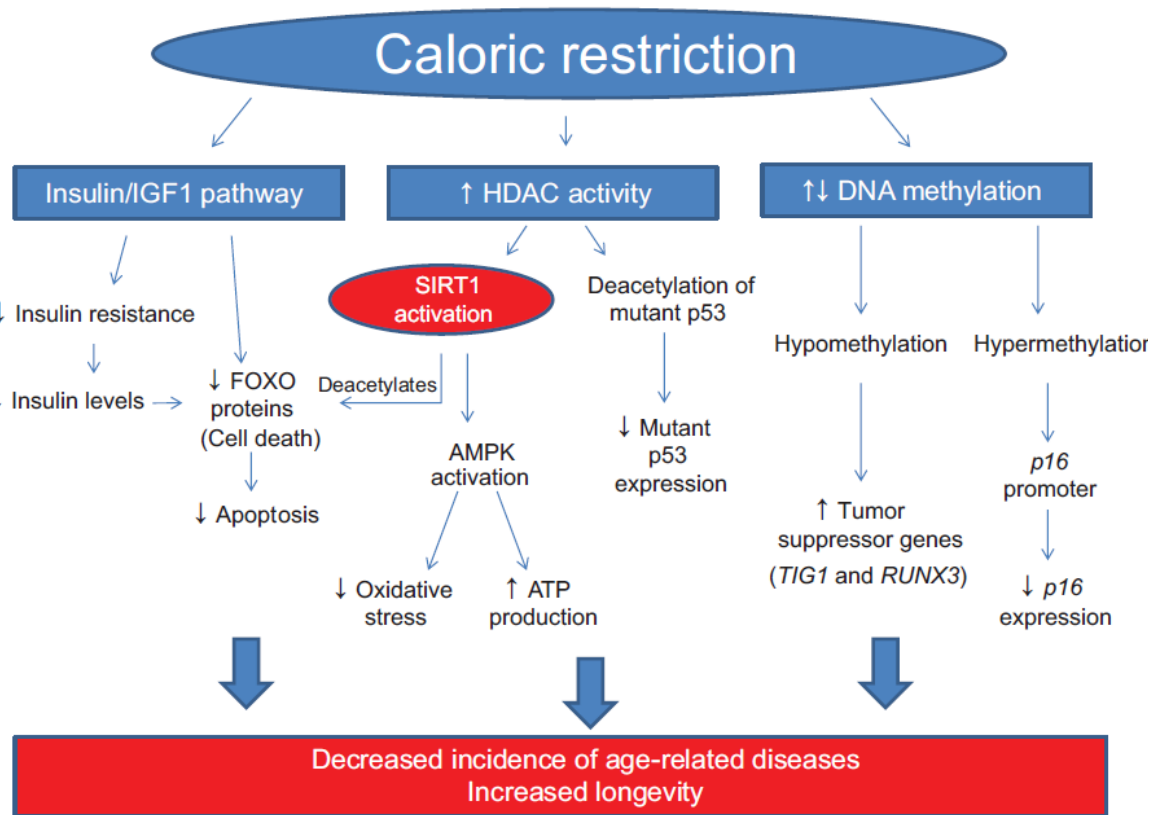 Caloric restriction
Insulin/IGF1 pathway
↑ HDAC activity
↑↓ DNA methylation
SIRT1
activation
Deacetylation of
mutant p53
↓ Insulin resistance
Hypomethylation
Hypermethylation
↓ Insulin levels
↓ FOXO
proteins
(Cell death)
Deacetylates
↓ Mutant
p53
expression
AMPK
activation
p16
promoter
↓ Apoptosis
↑ Tumor
suppressor genes
(TIG1 and RUNX3)
↓ Oxidative
stress
↑ ATP
production
↓ p16
expression
Decreased incidence of age-related diseases
Increased longevity